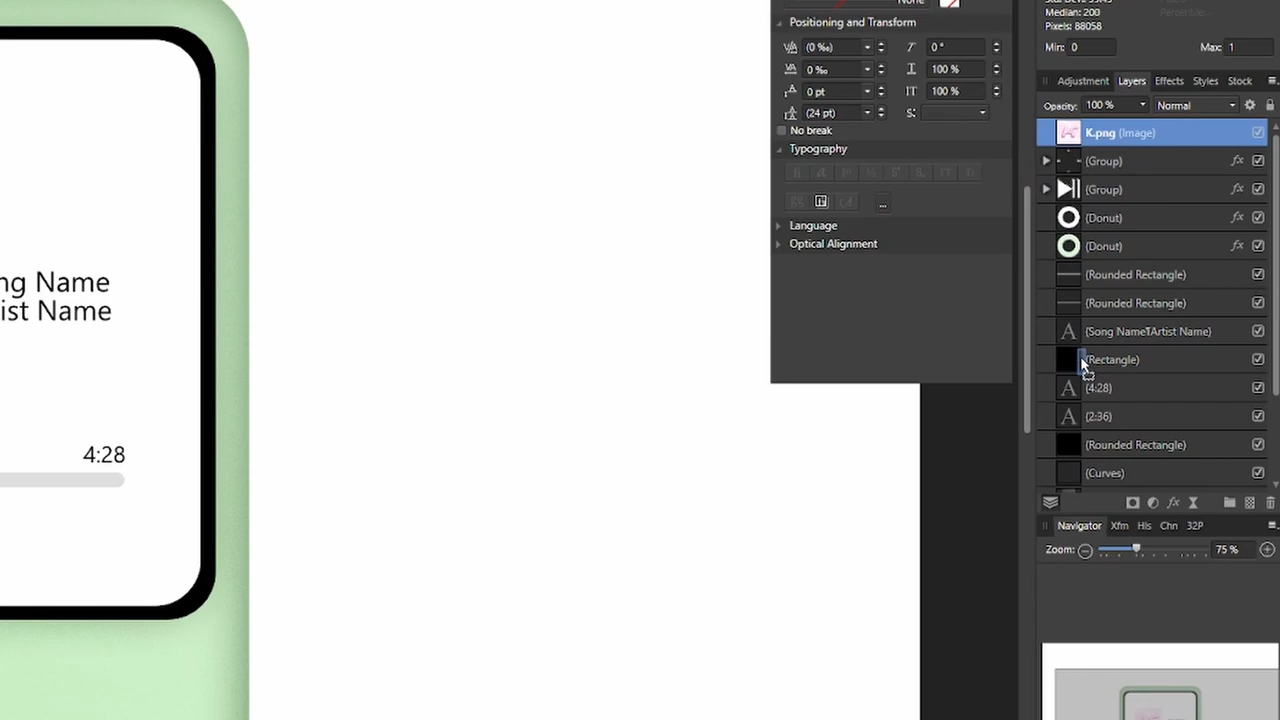 None
Positioning and Transform
(0 ‰) 0 °
0 ‰ 100 %
0 pt 100 %
(24 pt)
No break
Typography
...
Language
Optical Alignment
Median: 200
Pixels: 88058
Percentile...
Min: 0 Max: 1
Adjustment Layers Effects Styles Stock
Opacity: 100 % Normal
K.png (Image)
(Group)
(Group)
(Donut)
(Donut)
(Rounded Rectangle)
(Rounded Rectangle)
(Song Name¶Artist Name)
(Rectangle)
(4:28)
(2:36)
(Rounded Rectangle)
(Curves)
Navigator Xfm His Chn 32P
Zoom: 75 %
ng Name
ist Name
4:28